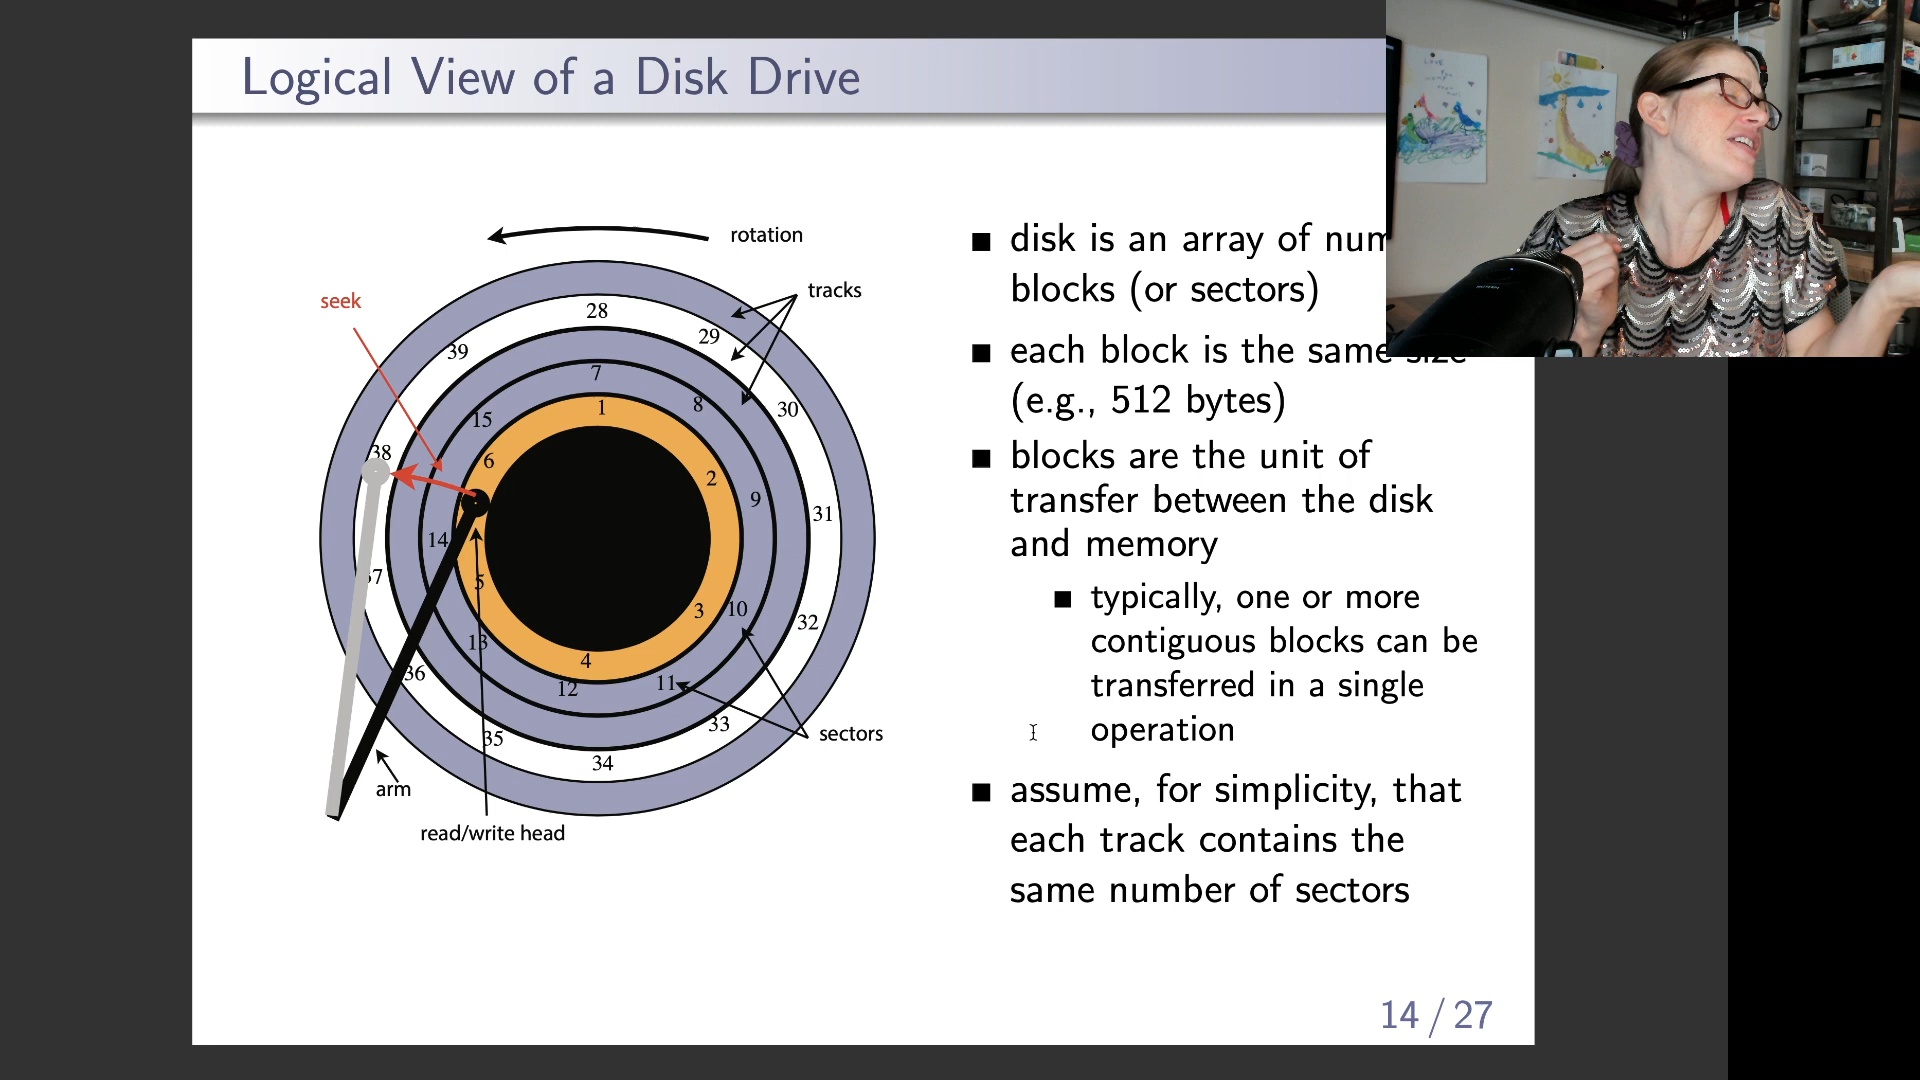 Logical View of a Disk Drive
rotation
tracks
seek
28
29
39
7
8
30
1
15
38
6
2
9
31
14
5
3
10
32
13
4
36
12
11
33
35
34
sectors
arm
read/write head
disk is an array of
blocks (or sectors)
each block is the same size
(e.g., 512 bytes)
blocks are the unit of
transfer between the disk
and memory
typically, one or more
contiguous blocks can be
transferred in a single
operation
assume, for simplicity, that
each track contains the
same number of sectors
14 / 27